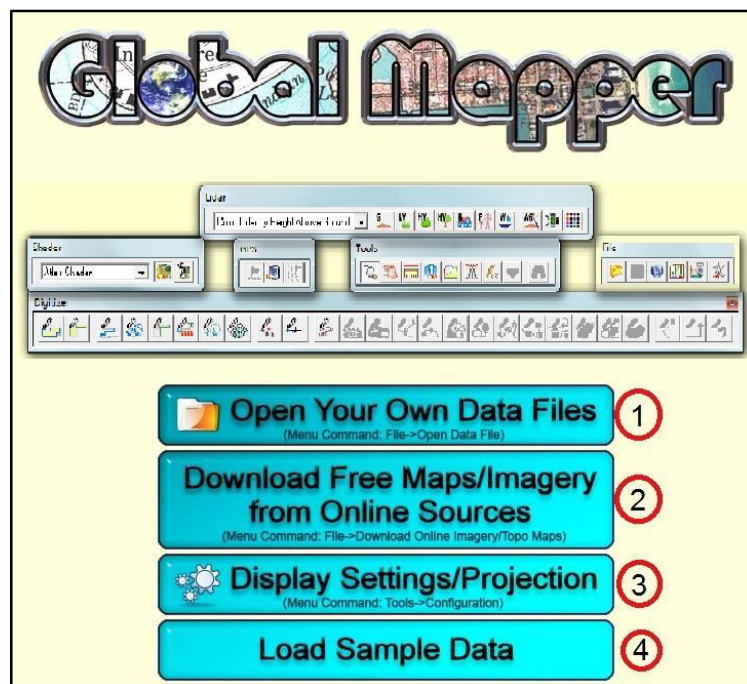 Global Mapper
Lidar
Shader
GPS
Tools
File
Atlas Shader
Digitize
Open Your Own Data Files
(Menu Command: File->Open Data File)
1
Download Free Maps/Imagery
from Online Sources
(Menu Command: File->Download Online Imagery/Topo Maps)
2
Display Settings/Projection
(Menu Command: Tools->Configuration)
3
Load Sample Data
4